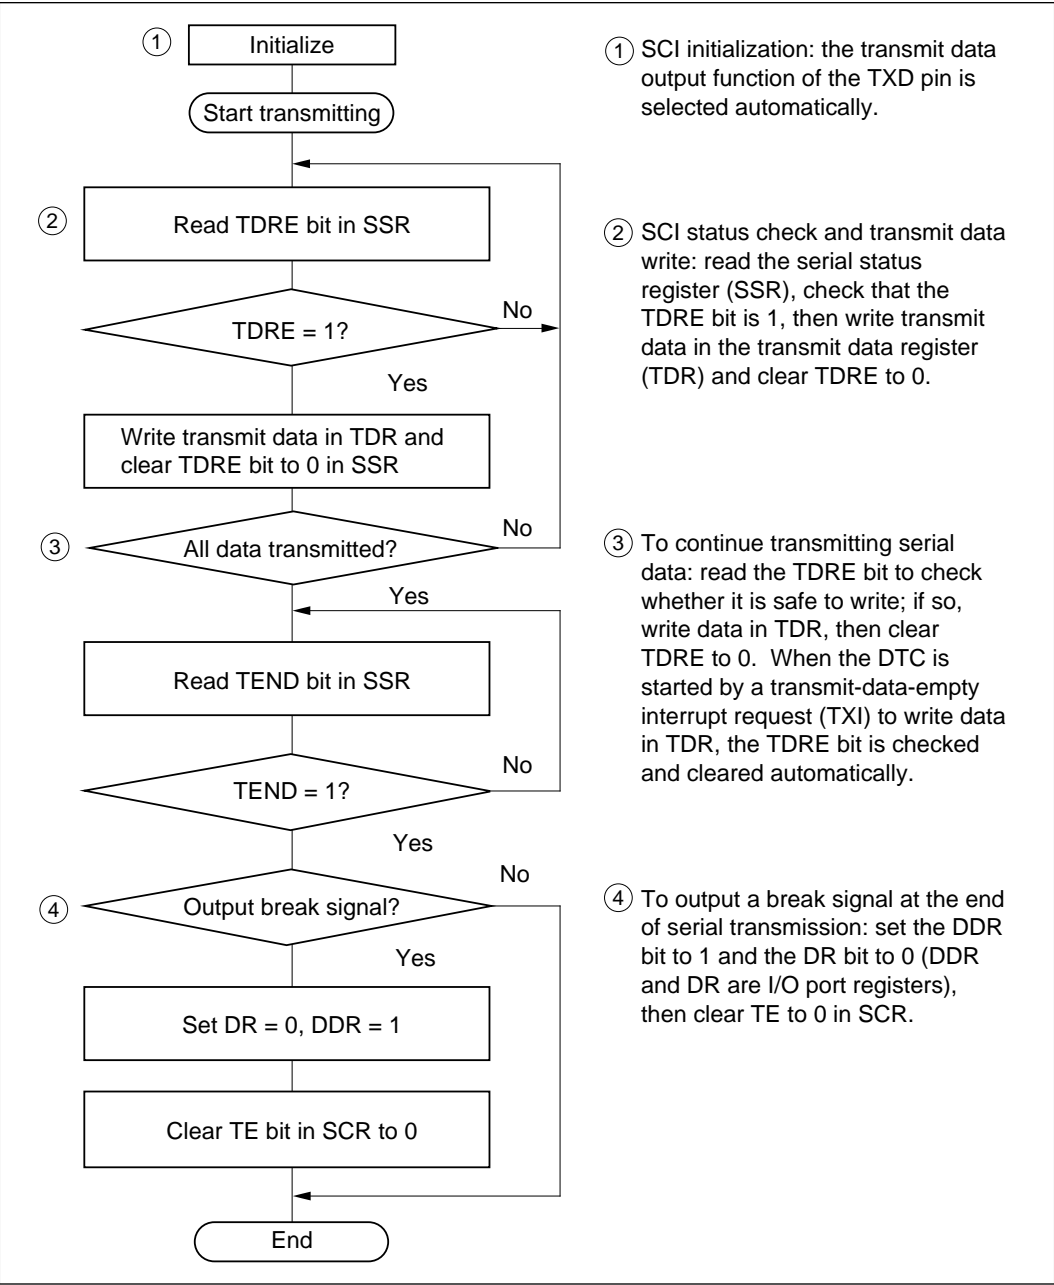 1 Initialize
Start transmitting
2 Read TDRE bit in SSR
TDRE = 1?
No
Yes
Write transmit data in TDR and
clear TDRE bit to 0 in SSR
3 All data transmitted?
No
Yes
Read TEND bit in SSR
TEND = 1?
No
Yes
4 Output break signal?
No
Yes
Set DR = 0, DDR = 1
Clear TE bit in SCR to 0
End
1 SCI initialization: the transmit data
output function of the TXD pin is
selected automatically.
2 SCI status check and transmit data
write: read the serial status
register (SSR), check that the
TDRE bit is 1, then write transmit
data in the transmit data register
(TDR) and clear TDRE to 0.
3 To continue transmitting serial
data: read the TDRE bit to check
whether it is safe to write; if so,
write data in TDR, then clear
TDRE to 0. When the DTC is
started by a transmit-data-empty
interrupt request (TXI) to write data
in TDR, the TDRE bit is checked
and cleared automatically.
4 To output a break signal at the end
of serial transmission: set the DDR
bit to 1 and the DR bit to 0 (DDR
and DR are I/O port registers),
then clear TE to 0 in SCR.